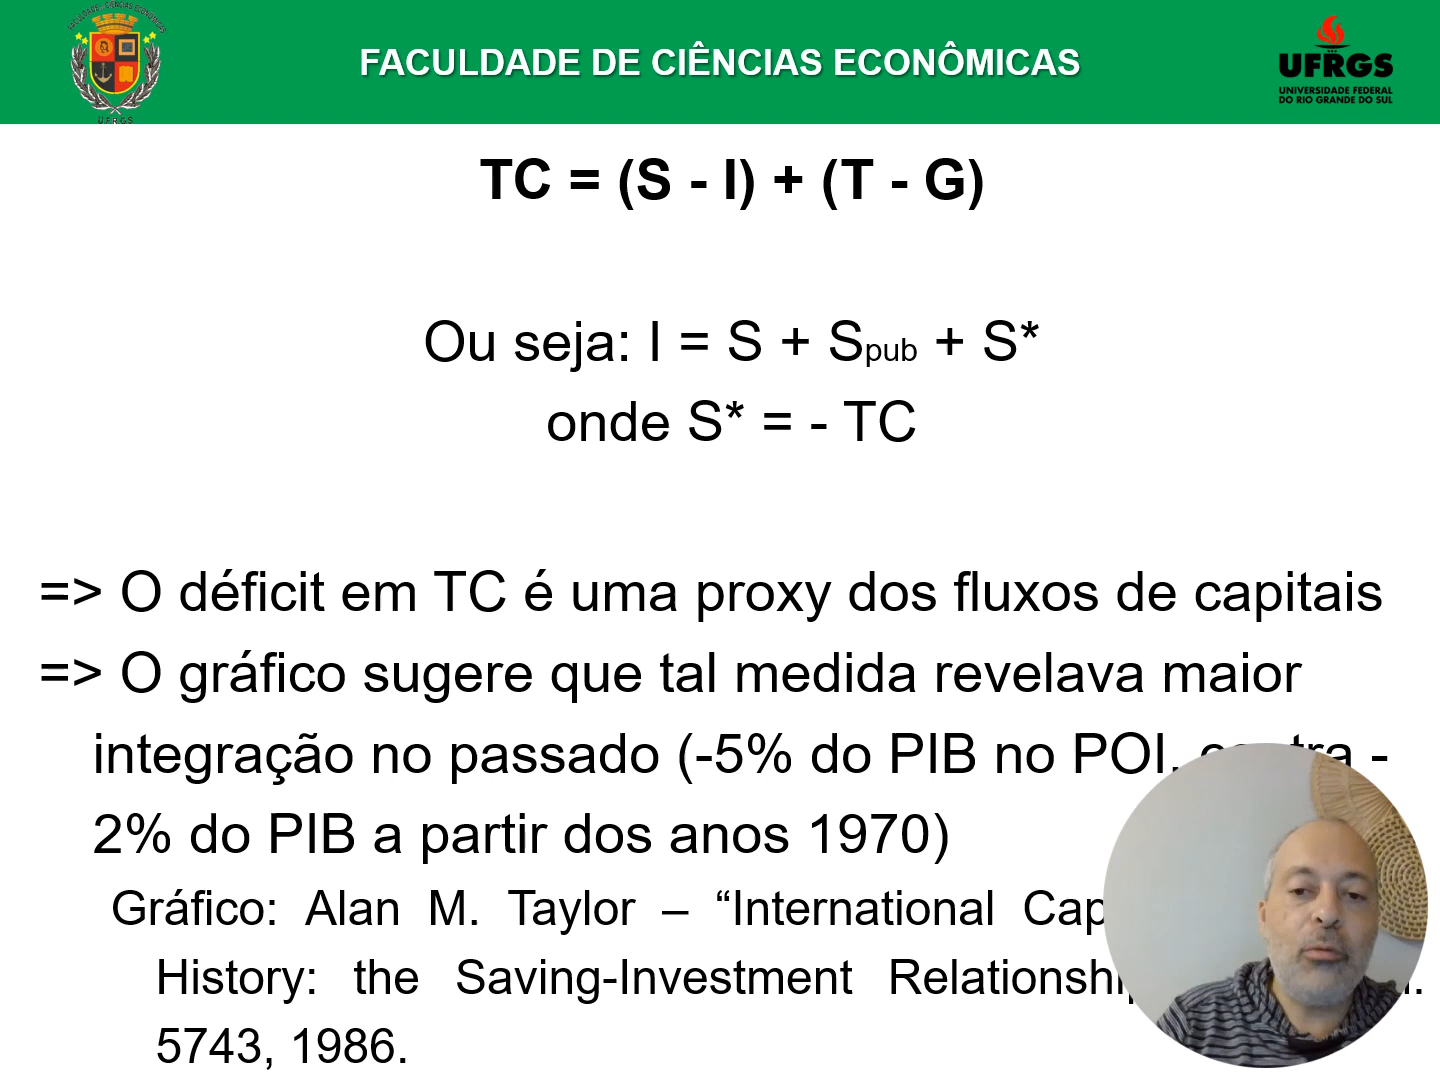 FACULDADE DE CIÊNCIAS ECONÔMICAS
UFRGS
UFRGS
UNIVERSIDADE FEDERAL
DO RIO GRANDE DO SUL
TC = (S - I) + (T - G)
Ou seja: I = S + Spub + S*
onde S* = - TC
=> O déficit em TC é uma proxy dos fluxos de capitais
=> O gráfico sugere que tal medida revelava maior
integração no passado (-5% do PIB no POI, contra -
2% do PIB a partir dos anos 1970)
Gráfico: Alan M. Taylor – “International
History: the Saving-Investment
5743, 1986.